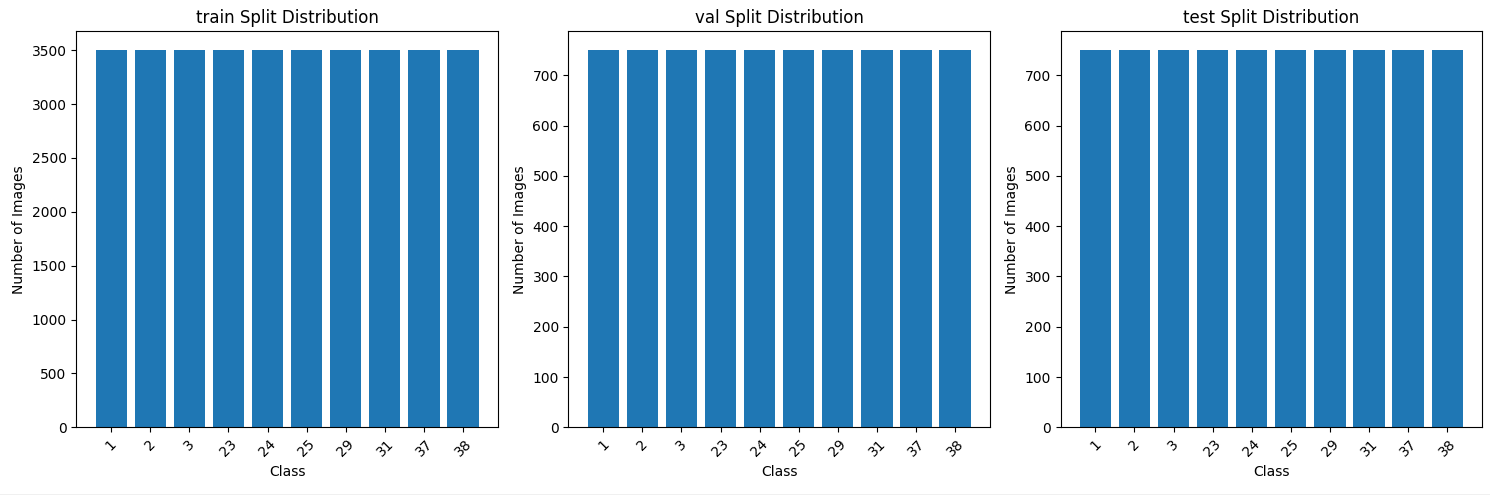 train Split Distribution
Number of Images
3500
3000
2500
2000
1500
1000
500
0
1 2 3 23 24 25 29 31 37 38
Class
val Split Distribution
Number of Images
700
600
500
400
300
200
100
0
1 2 3 23 24 25 29 31 37 38
Class
test Split Distribution
Number of Images
700
600
500
400
300
200
100
0
1 2 3 23 24 25 29 31 37 38
Class